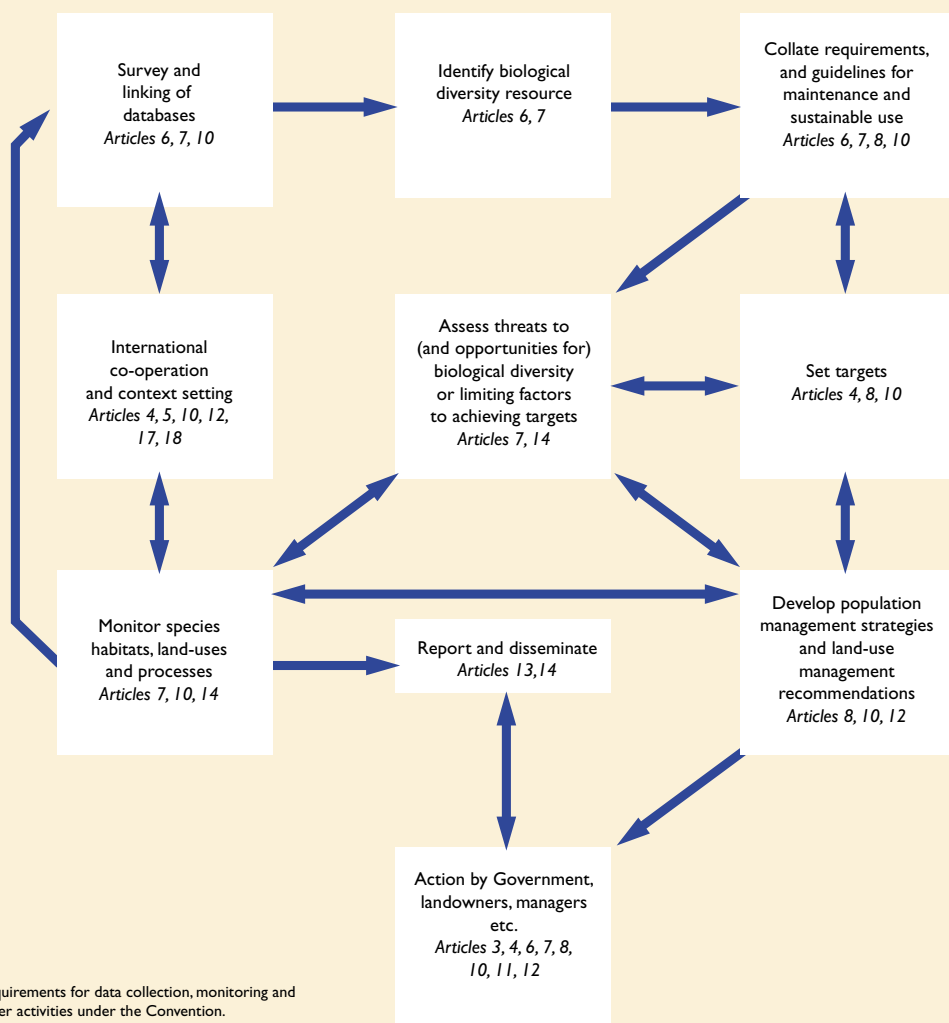 Survey and
linking of
databases
Articles 6, 7, 10
Identify biological
diversity resource
Articles 6, 7
Collate requirements,
and guidelines for
maintenance and
sustainable use
Articles 6, 7, 8, 10
International
co-operation
and context setting
Articles 4, 5, 10, 12,
17, 18
Assess threats to
(and opportunities for)
biological diversity
or limiting factors
to achieving targets
Articles 7, 14
Set targets
Articles 4, 8, 10
Monitor species
habitats, land-uses
and processes
Articles 7, 10, 14
Report and disseminate
Articles 13,14
Develop population
management strategies
and land-use
management
recommendations
Articles 8, 10, 12
Action by Government,
landowners, managers
etc.
Articles 3, 4, 6, 7, 8,
10, 11, 12
for data collection, monitoring and
activities under the Convention.